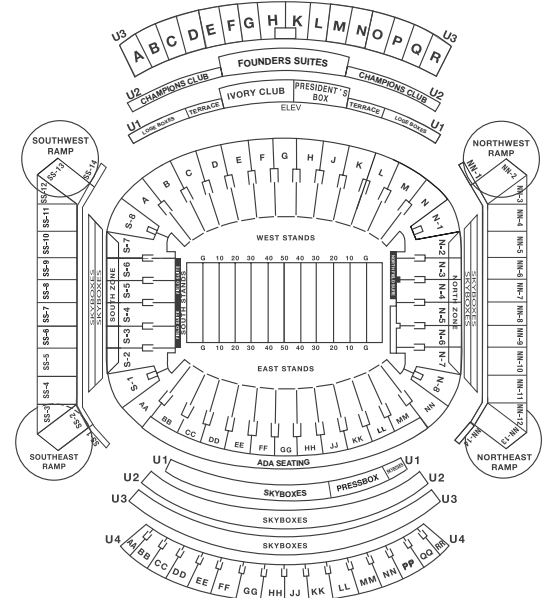 U3 A B C D E F G H K L M N O P Q R U3
FOUNDERS SUITES
U2 CHAMPIONS CLUB CHAMPIONS CLUB U2
IVORY CLUB PRESIDENT'S BOX
U1 LOGE BOXES TERRACE ELEV TERRACE LOGE BOXES U1
SOUTHWEST RAMP
NORTHWEST RAMP
SS-14
SS-13
SS-12
SS-11
SS-10
SS-9
SS-8
SS-7
SS-6
SS-5
SS-4
SS-3
SS-2
SS-1
SOUTHEAST RAMP
SKYBOXES
SKYBOXES
SOUTH ZONE
S-8
S-7
S-6
S-5
S-4
S-3
S-2
S-1
SOUTH STANDS
A B C D E F G H J K L M N
WEST STANDS
G 10 20 30 40 50 40 30 20 10 G
G 10 20 30 40 50 40 30 20 10 G
EAST STANDS
AA BB CC DD EE FF GG HH JJ KK LL MM NN
N-1
N-2
N-3
N-4
N-5
N-6
N-7
N-8
NORTH ZONE
SKYBOXES
SKYBOXES
NN-1
NN-2
NN-3
NN-4
NN-5
NN-6
NN-7
NN-8
NN-9
NN-10
NN-11
NN-12
NN-13
NN-14
NORTHEAST RAMP
ADA SEATING
U1 SKYBOXES PRESSBOX U1
U2 SKYBOXES U2
U3 SKYBOXES U3
U4 AA BB CC DD EE FF GG HH JJ KK LL MM NN PP QQ RR U4